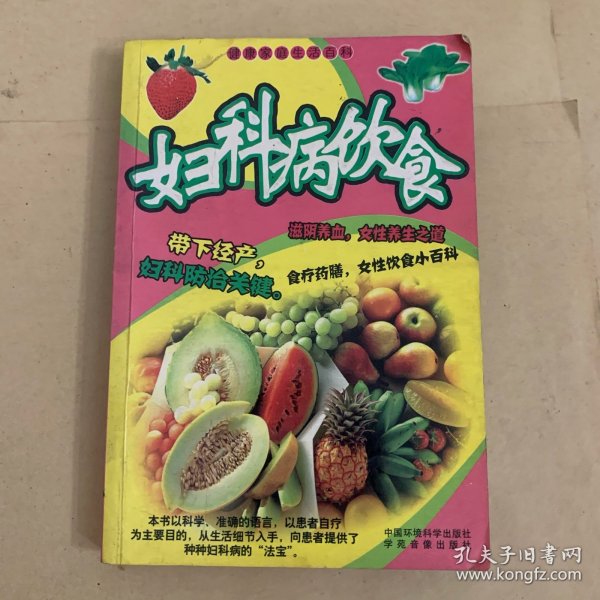 健康家庭生活百科
妇科病饮食
滋阴养血，女性养生之道
带下经产，
妇科防治关键。
食疗药膳，女性饮食小百科
本书以科学、准确的语言，以患者自疗
为主要目的，从生活细节入手，向患者提供了
种种妇科病的“法宝”。
中国环境科学出版社
学苑音像出版社
孔夫子旧书网
www.kongfz.com